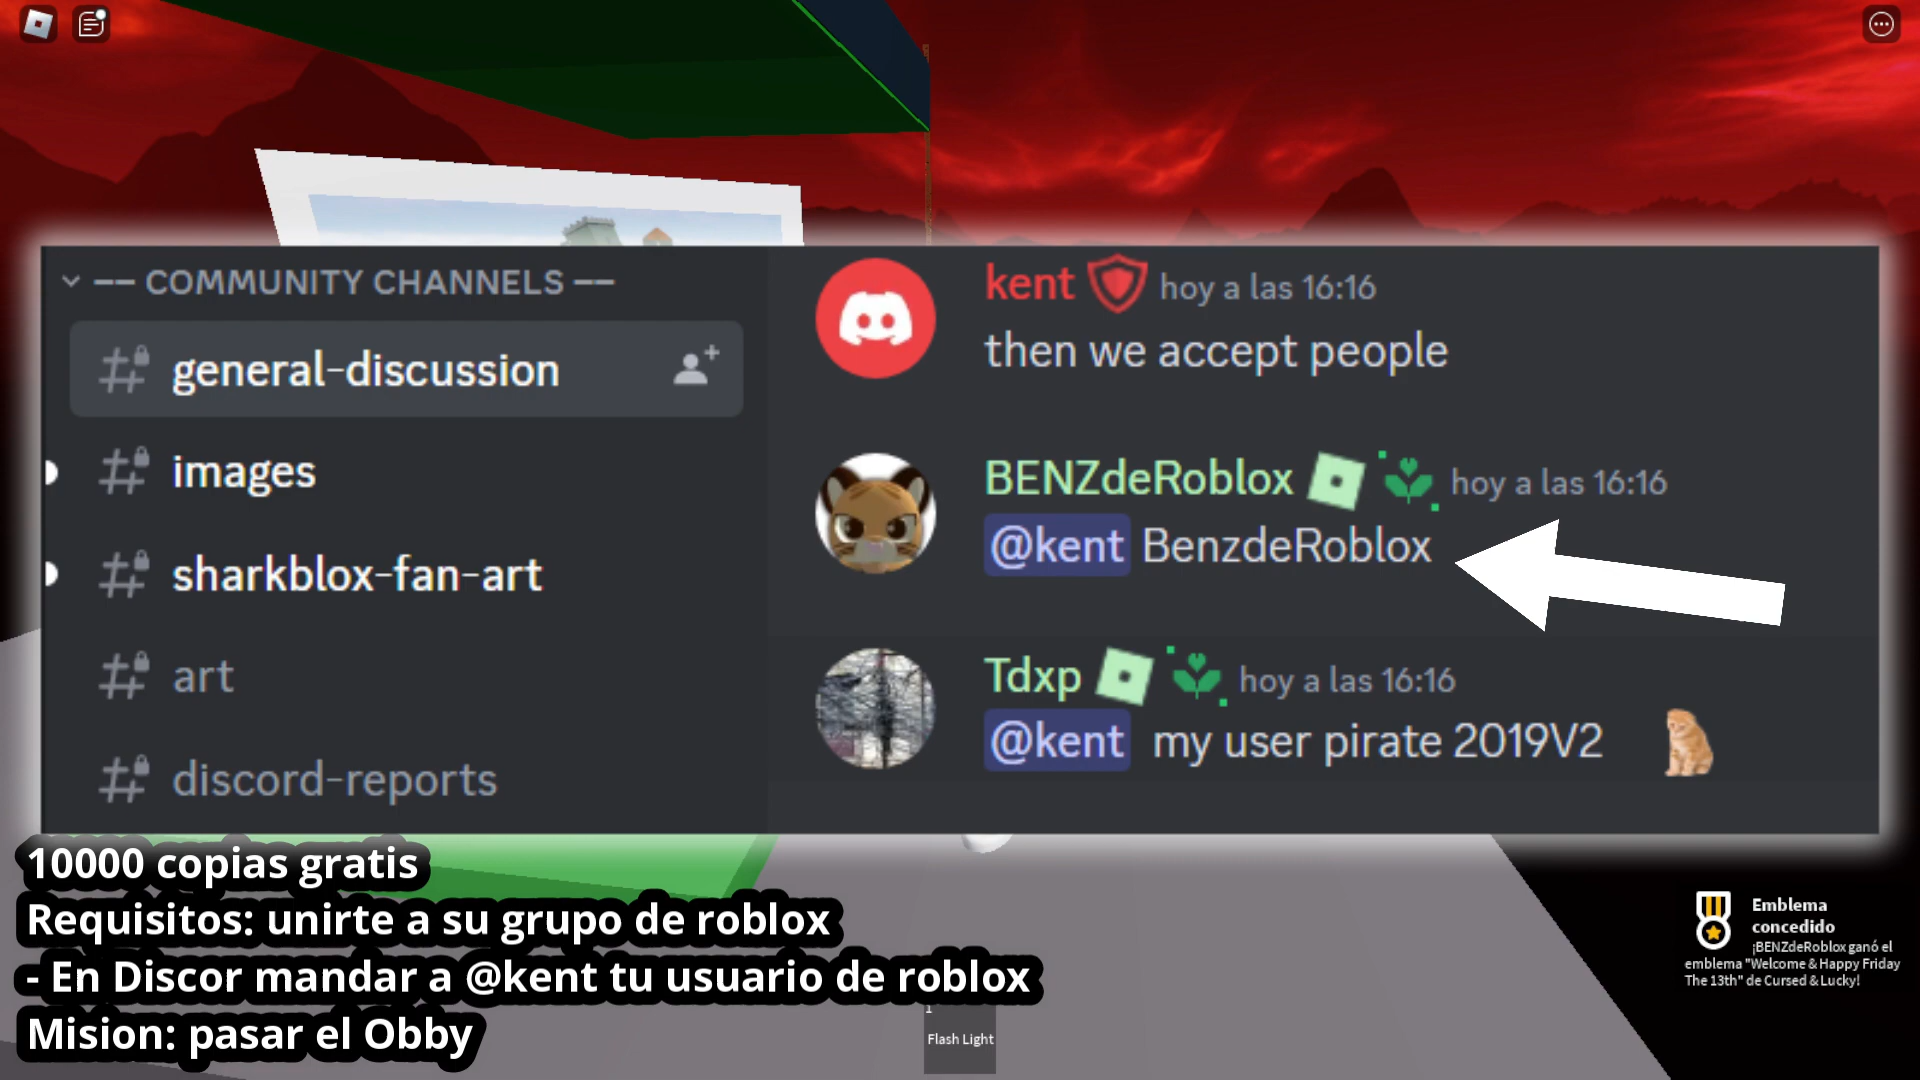 —— COMMUNITY CHANNELS ——
general-discussion
images
sharkblox-fan-art
art
discord-reports
kent hoy a las 16:16
then we accept people
BENZdeRoblox hoy a las 16:16
@kent BenzdeRoblox
Tdxp hoy a las 16:16
@kent my user pirate 2019V2
10000 copias gratis
Requisitos: unirte a su grupo de roblox
- En Discor mandar a @kent tu usuario de roblox
Mision: pasar el Obby
1
Flash Light
Emblema
concedido
¡BENZdeRoblox ganó el
emblema "Welcome & Happy Friday
The 13th" de Cursed & Lucky!